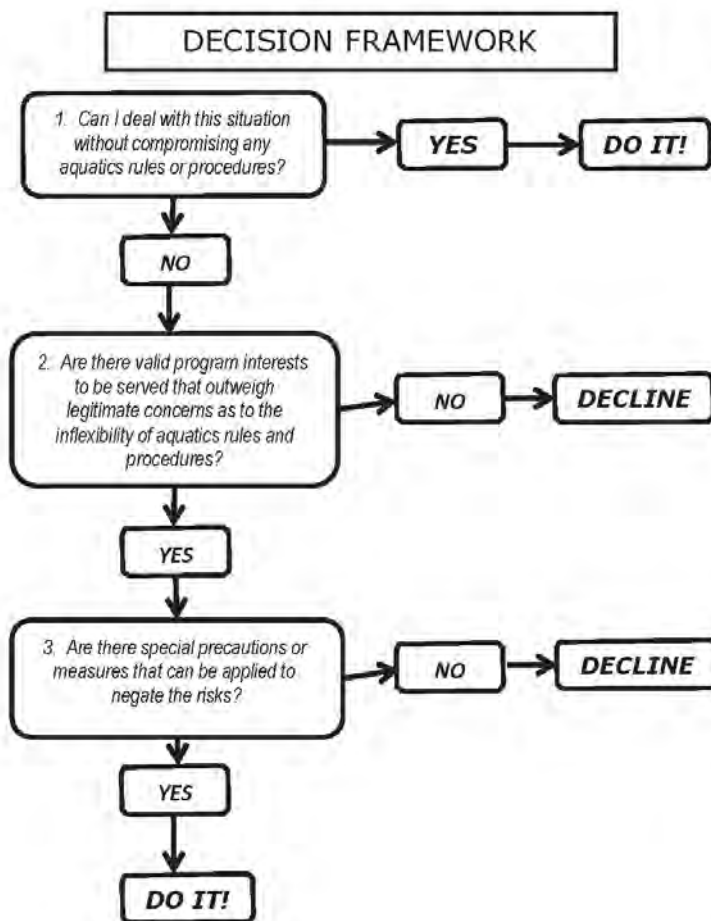 DECISION FRAMEWORK
1. Can I deal with this situation
without compromising any
aquatics rules or procedures?
YES
DO IT!
NO
2. Are there valid program interests
to be served that outweigh
legitimate concerns as to the
inflexibility of aquatics rules and
procedures?
NO
DECLINE
YES
3. Are there special precautions or
measures that can be applied to
negate the risks?
NO
DECLINE
YES
DO IT!